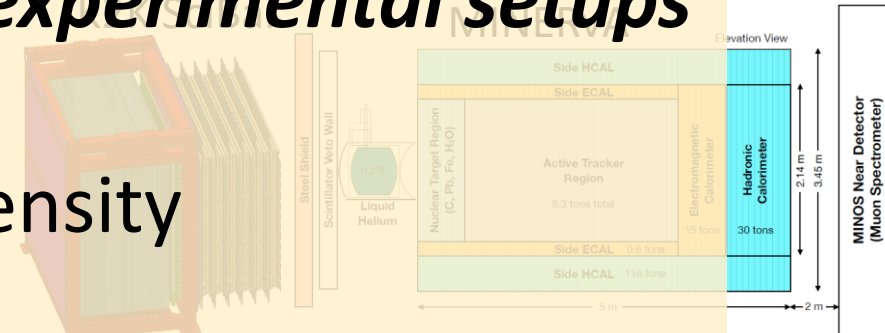 experimental setups
MINERvA
Elevation View
Side HCAL
Side ECAL
Steel Shield
Scintillator Veto Wall
0.25t
Liquid
Helium
Nuclear Target Region
(C, Pb, Fe, H₂O)
Active Tracker
Region
8.3 tons total
Electromagnetic
Calorimeter
15 tons
Hadronic
Calorimeter
30 tons
2.14 m
3.45 m
MINOS Near Detector
(Muon Spectrometer)
ensity
Side ECAL 0.6 tons
Side HCAL 116 tons
5 m
2 m